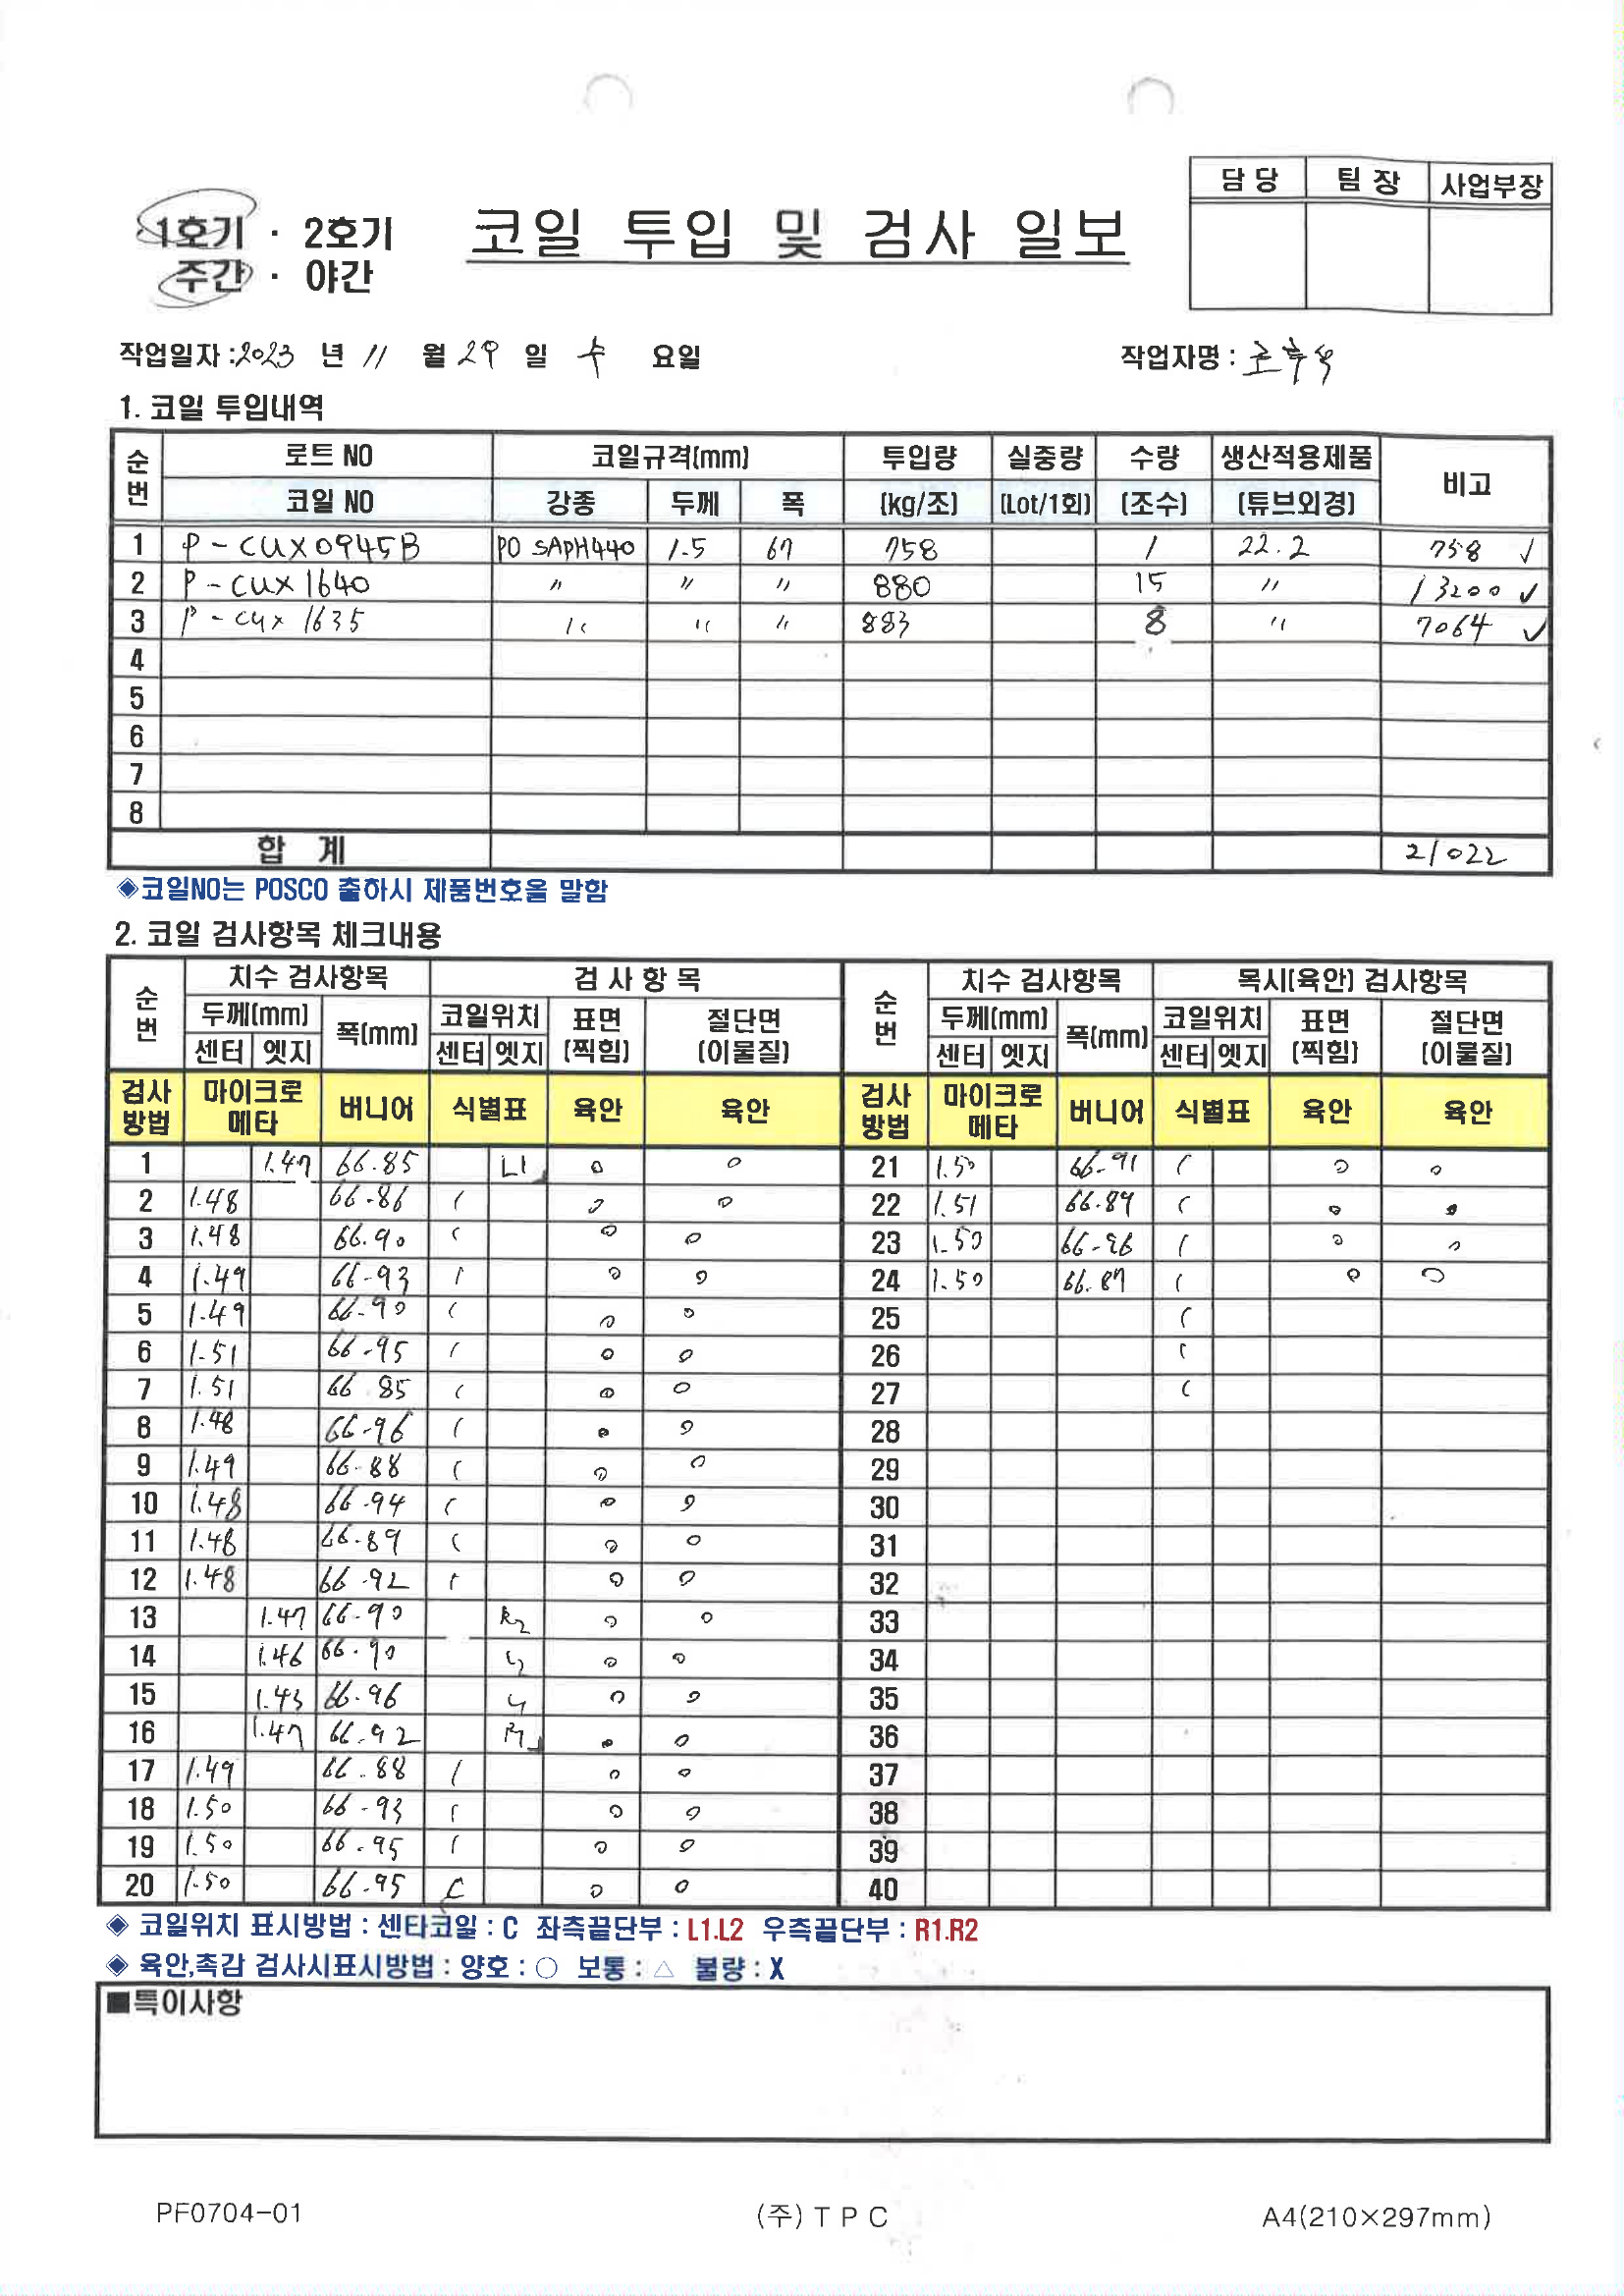 담 당 팀 장 사업부장
1호기 · 2호기 코일 투입 및 검사 일보
주간 · 야간
작업일자 : 2023 년 11 월 29 일 수 요일 작업자명 :
1. 코일 투입내역
순번 로트 NO 코일규격(mm) 투입량 실중량 수량 생산적용제품 비고
코일 NO 강종 두께 폭 (kg/조) (Lot/1회) (조수) (튜브외경)
1 P - CUX0945B PO SAPH440 1.5 67 758 1 22.2 758 √
2 P - CUX 1640 〃 〃 〃 880 15 〃 13200 √
3 P - CUX 1635 〃 〃 〃 883 8 〃 7064 √
4
5
6
7
8
합 계 21022
◈코일NO는 POSCO 출하시 제품번호을 말함
2. 코일 검사항목 체크내용
순번 치수 검사항목 검 사 항 목 순번 치수 검사항목 목시(육안) 검사항목
두께(mm) 폭(mm) 코일위치 표면(찍힘) 절단면(이물질) 두께(mm) 폭(mm) 코일위치 표면(찍힘) 절단면(이물질)
센터 엣지 센터 엣지 센터 엣지 센터 엣지
검사방법 마이크로메타 버니어 식별표 육안 육안 검사방법 마이크로메타 버니어 식별표 육안 육안
1 1.47 66.85 L1 ○ ○ 21 1.50 66.91 C ○ ○
2 1.48 66.86 C ○ ○ 22 1.51 66.89 C ○ ○
3 1.48 66.90 C ○ ○ 23 1.50 66.96 C ○ ○
4 1.49 66.93 C ○ ○ 24 1.50 66.87 C ○ ○
5 1.49 66.90 C ○ ○ 25 C
6 1.51 66.95 C ○ ○ 26 C
7 1.51 66.85 C ○ ○ 27 C
8 1.48 66.96 C ○ ○ 28
9 1.49 66.88 C ○ ○ 29
10 1.48 66.94 C ○ ○ 30
11 1.48 66.89 C ○ ○ 31
12 1.48 66.92 C ○ ○ 32
13 1.47 66.90 R2 ○ ○ 33
14 1.46 66.90 L2 ○ ○ 34
15 1.43 66.96 L1 ○ ○ 35
16 1.47 66.92 R1 ○ ○ 36
17 1.49 66.88 C ○ ○ 37
18 1.50 66.93 C ○ ○ 38
19 1.50 66.95 C ○ ○ 39
20 1.50 66.95 C ○ ○ 40
◈ 코일위치 표시방법 : 센타코일 : C 좌측끝단부 : L1.L2 우측끝단부 : R1.R2
◈ 육안,촉감 검사시표시방법 : 양호 : ○ 보통 : △ 불량 : X
■특이사항
PF0704-01 (주) T P C A4(210×297mm)